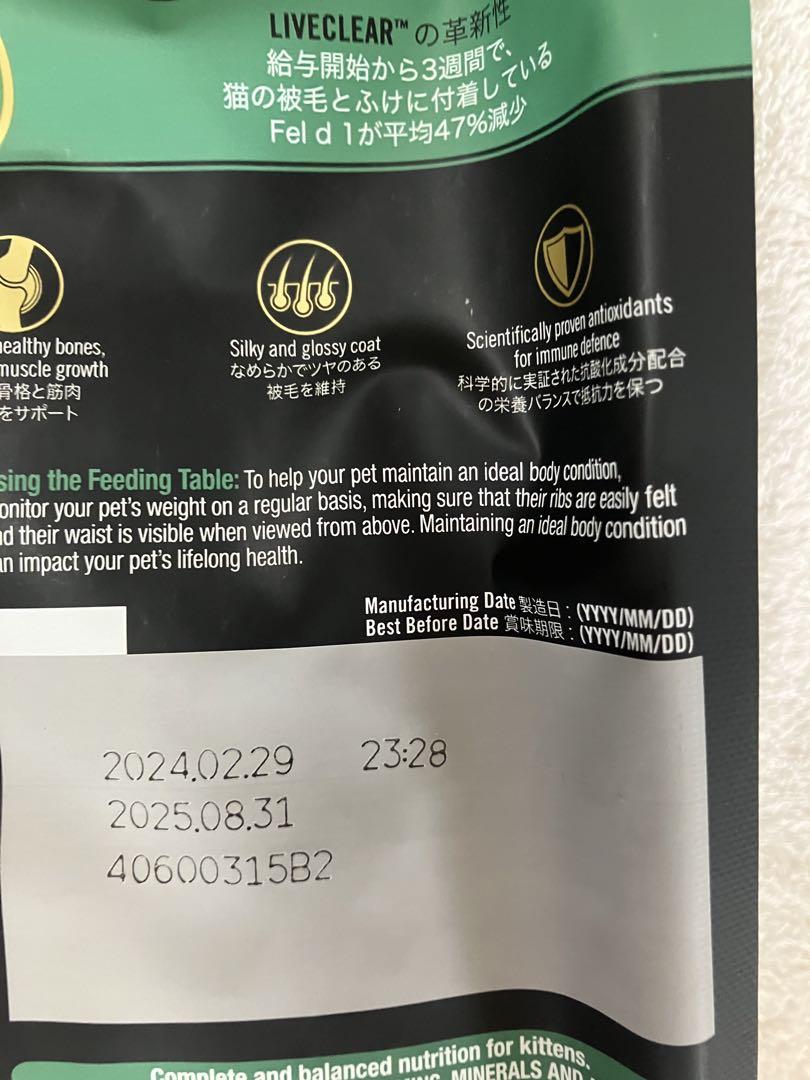 LIVECLEAR™の革新性
給与開始から3週間で、
猫の被毛とふけに付着している
Fel d 1が平均47%減少
healthy bones,
muscle growth
骨格と筋肉
をサポート
Silky and glossy coat
なめらかでツヤのある
被毛を維持
Scientifically proven antioxidants
for immune defence
科学的に実証された抗酸化成分配合
の栄養バランスで抵抗力を保つ
sing the Feeding Table: To help your pet maintain an ideal body condition,
onitor your pet's weight on a regular basis, making sure that their ribs are easily felt
nd their waist is visible when viewed from above. Maintaining an ideal body condition
an impact your pet's lifelong health.
Manufacturing Date 製造日 : (YYYY/MM/DD)
Best Before Date 賞味期限 : (YYYY/MM/DD)
2024.02.29 23:28
2025.08.31
40600315B2
Complete and balanced nutrition for kittens.
MINERALS AND